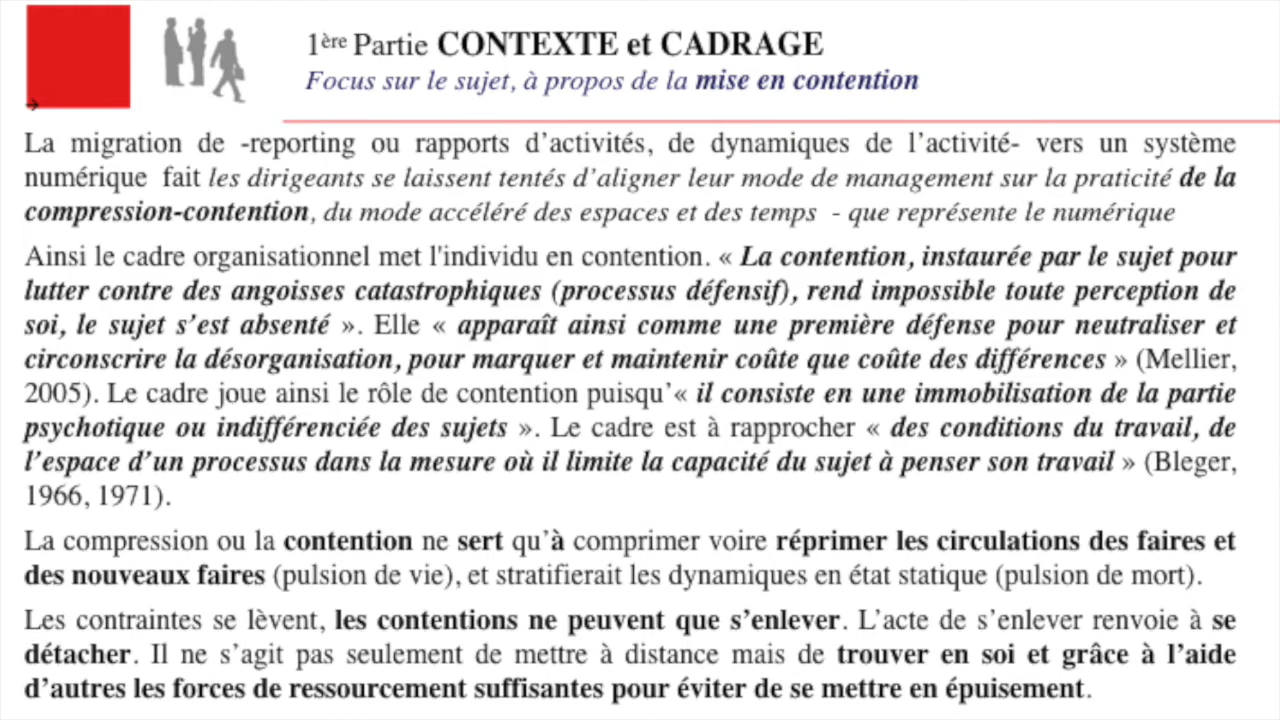 1ère Partie CONTEXTE et CADRAGE
Focus sur le sujet, à propos de la mise en contention
La migration de -reporting ou rapports d’activités, de dynamiques de l’activité- vers un système
numérique fait les dirigeants se laissent tentés d’aligner leur mode de management sur la praticité de la
compression-contention, du mode accéléré des espaces et des temps - que représente le numérique
Ainsi le cadre organisationnel met l'individu en contention. « La contention, instaurée par le sujet pour
lutter contre des angoisses catastrophiques (processus défensif), rend impossible toute perception de
soi, le sujet s’est absenté ». Elle « apparaît ainsi comme une première défense pour neutraliser et
circonscrire la désorganisation, pour marquer et maintenir coûte que coûte des différences » (Mellier,
2005). Le cadre joue ainsi le rôle de contention puisqu’« il consiste en une immobilisation de la partie
psychotique ou indifférenciée des sujets ». Le cadre est à rapprocher « des conditions du travail, de
l’espace d’un processus dans la mesure où il limite la capacité du sujet à penser son travail » (Bleger,
1966, 1971).
La compression ou la contention ne sert qu’à comprimer voire réprimer les circulations des faires et
des nouveaux faires (pulsion de vie), et stratifierait les dynamiques en état statique (pulsion de mort).
Les contraintes se lèvent, les contentions ne peuvent que s’enlever. L’acte de s’enlever renvoie à se
détacher. Il ne s’agit pas seulement de mettre à distance mais de trouver en soi et grâce à l’aide
d’autres les forces de ressourcement suffisantes pour éviter de se mettre en épuisement.